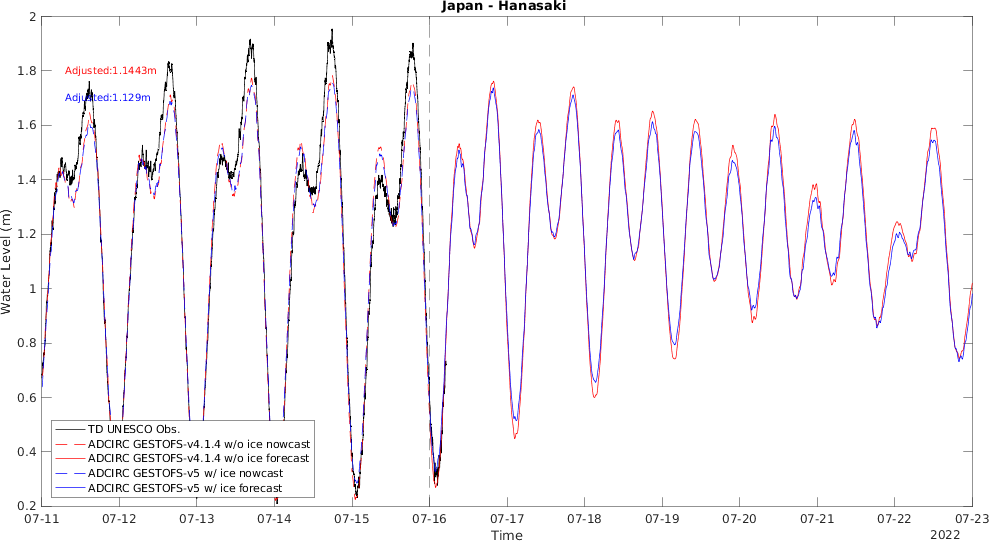 Japan - Hanasaki
2
1.8
1.6
1.4
1.2
1
0.8
0.6
0.4
0.2
Water Level (m)
Adjusted:1.1443m
Adjusted:1.129m
TD UNESCO Obs.
ADCIRC GESTOFS-v4.1.4 w/o ice nowcast
ADCIRC GESTOFS-v4.1.4 w/o ice forecast
ADCIRC GESTOFS-v5 w/ ice nowcast
ADCIRC GESTOFS-v5 w/ ice forecast
07-11 07-12 07-13 07-14 07-15 07-16 07-17 07-18 07-19 07-20 07-21 07-22 07-23
Time
2022